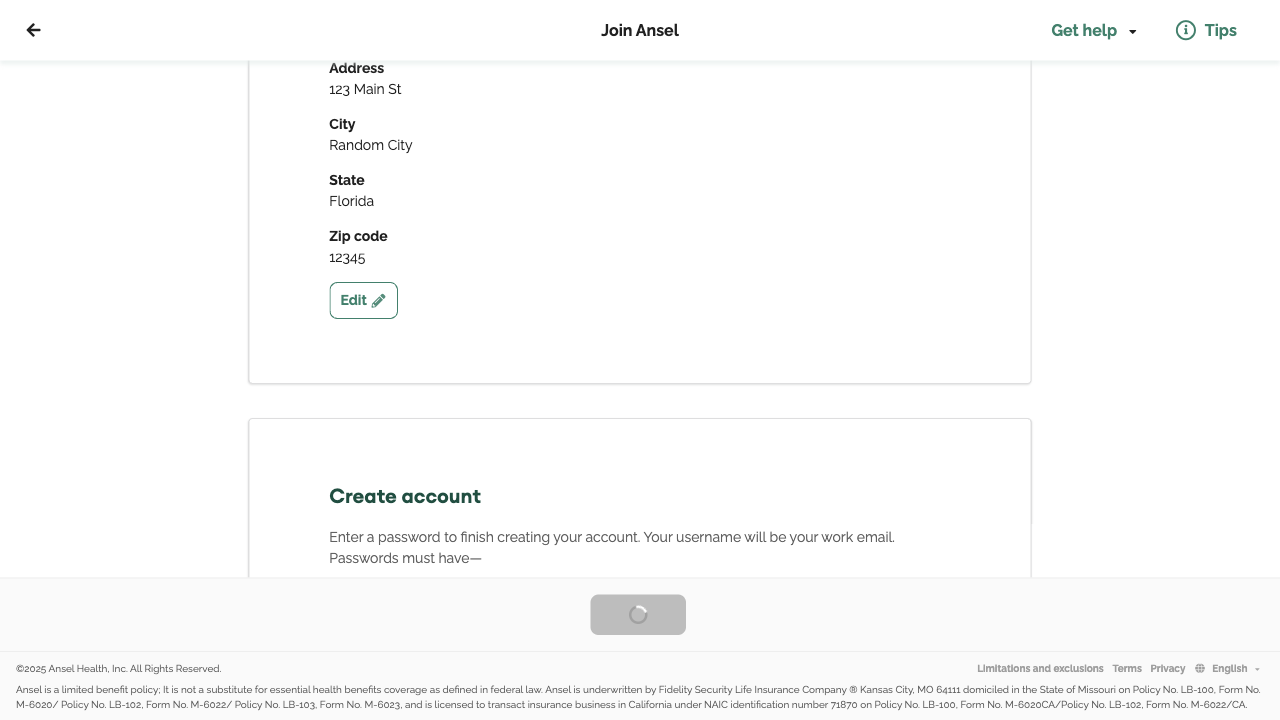 Join Ansel
Get help
Tips
Address
123 Main St
City
Random City
State
Florida
Zip code
12345
Edit
Create account
Enter a password to finish creating your account. Your username will be your work email.
Passwords must have—
©2025 Ansel Health, Inc. All Rights Reserved.
Limitations and exclusions
Terms
Privacy
English
Ansel is a limited benefit policy; It is not a substitute for essential health benefits coverage as defined in federal law. Ansel is underwritten by Fidelity Security Life Insurance Company ® Kansas City, MO 64111 domiciled in the State of Missouri on Policy No. LB-100, Form No.
M-6020/ Policy No. LB-102, Form No. M-6022/ Policy No. LB-103, Form No. M-6023, and is licensed to transact insurance business in California under NAIC identification number 71870 on Policy No. LB-100, Form No. M-6020CA/Policy No. LB-102, Form No. M-6022/CA.